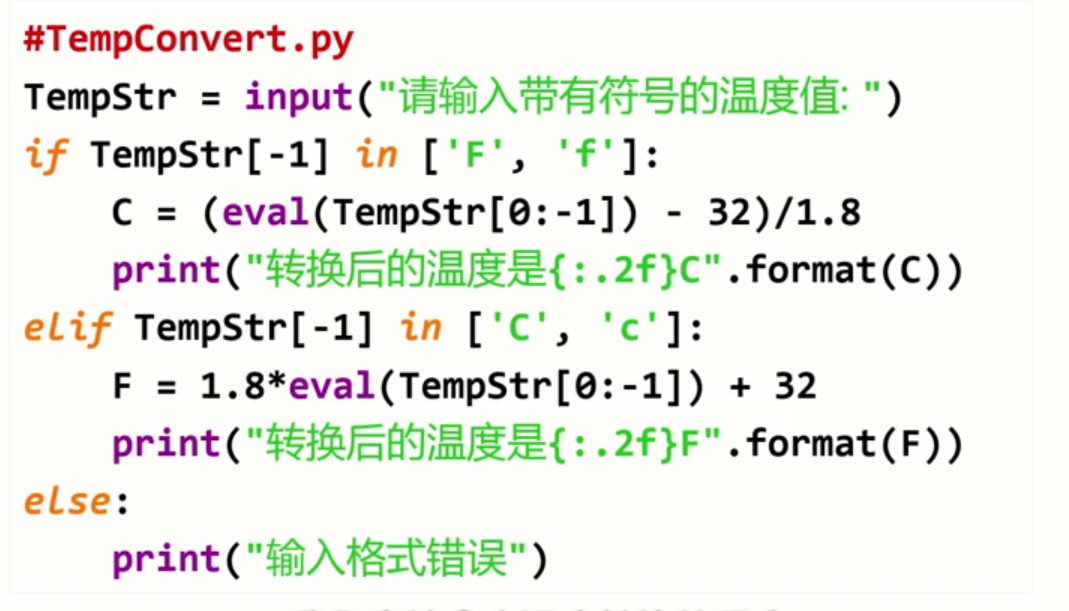 #TempConvert.py
TempStr = input("请输入带有符号的温度值: ")
if TempStr[-1] in ['F', 'f']:
    C = (eval(TempStr[0:-1]) - 32)/1.8
    print("转换后的温度是{:.2f}C".format(C))
elif TempStr[-1] in ['C', 'c']:
    F = 1.8*eval(TempStr[0:-1]) + 32
    print("转换后的温度是{:.2f}F".format(F))
else:
    print("输入格式错误")